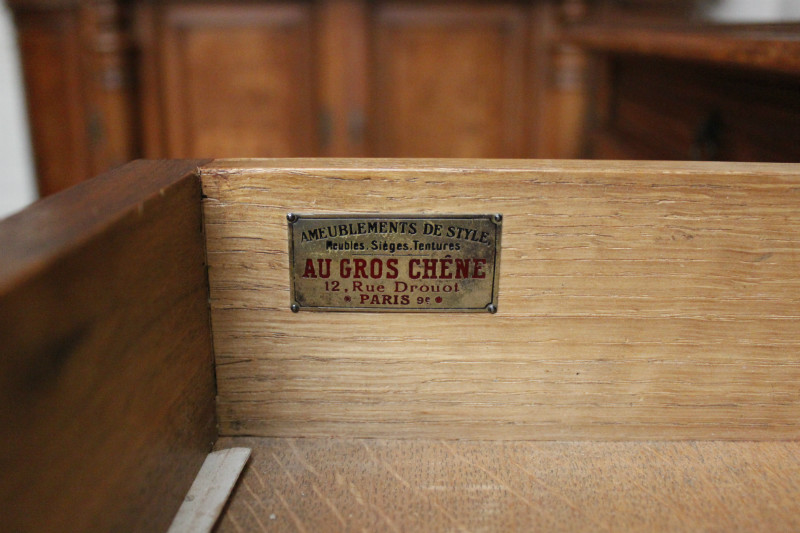 AMEUBLEMENTS DE STYLE,
Meubles. Sièges. Tentures
AU GROS CHÊNE
12, Rue Drouot
* PARIS 9E *